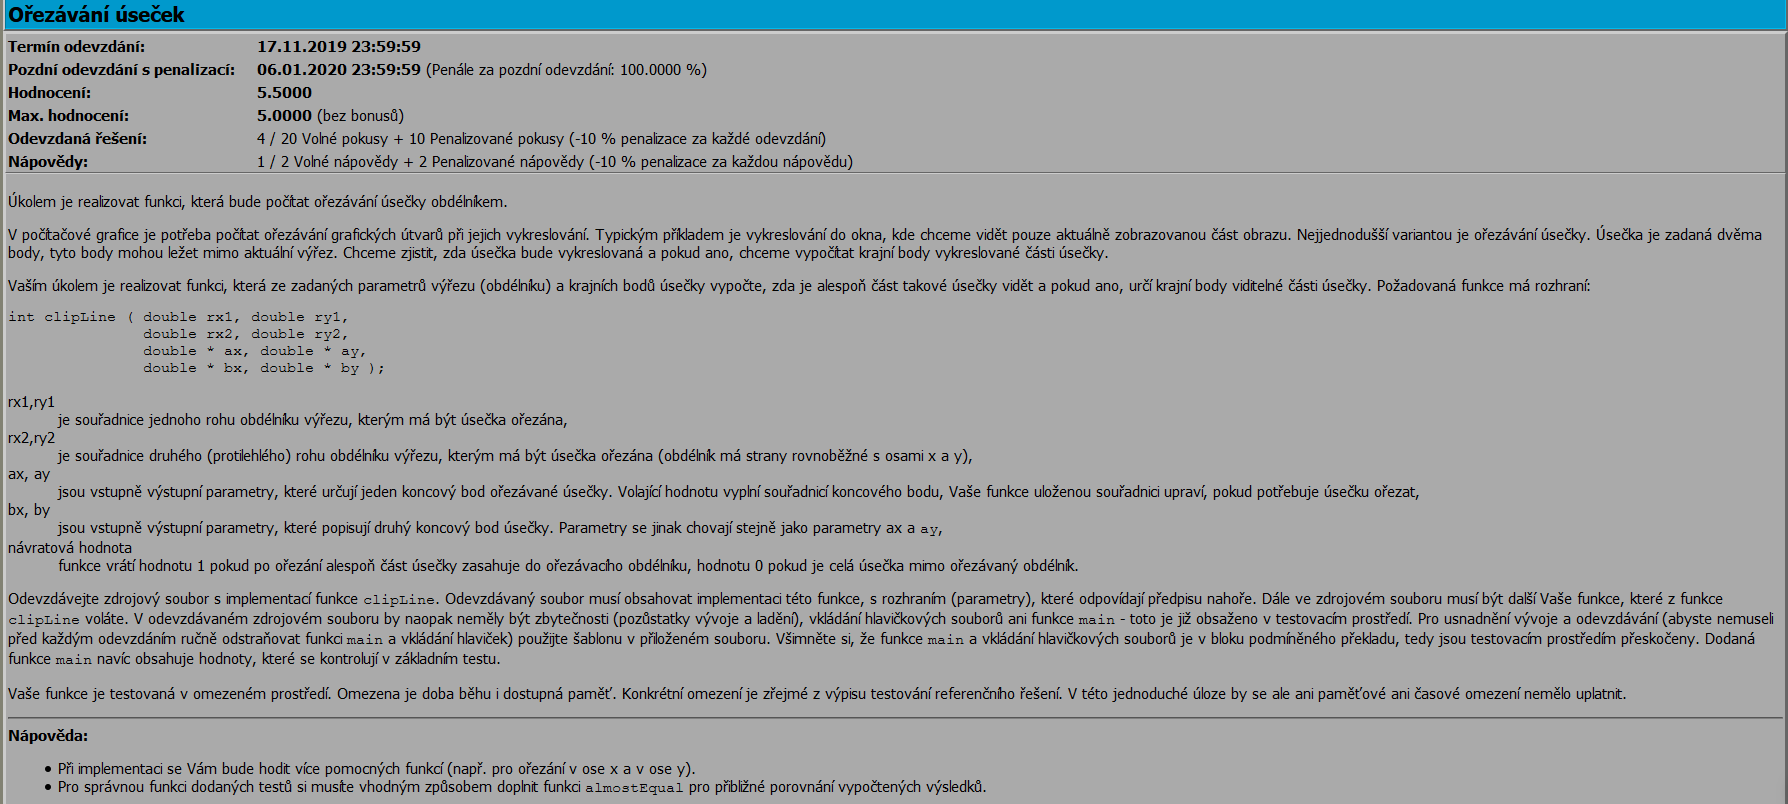 Ořezávání úseček
Termín odevzdání: 17.11.2019 23:59:59
Pozdní odevzdání s penalizací: 06.01.2020 23:59:59 (Penále za pozdní odevzdání: 100.0000 %)
Hodnocení: 5.5000
Max. hodnocení: 5.0000 (bez bonusů)
Odevzdaná řešení: 4 / 20 Volné pokusy + 10 Penalizované pokusy (-10 % penalizace za každé odevzdání)
Nápovědy: 1 / 2 Volné nápovědy + 2 Penalizované nápovědy (-10 % penalizace za každou nápovědu)
Úkolem je realizovat funkci, která bude počítat ořezávání úsečky obdélníkem.
V počítačové grafice je potřeba počítat ořezávání grafických útvarů při jejich vykreslování. Typickým příkladem je vykreslování do okna, kde chceme vidět pouze aktuálně zobrazovanou část obrazu. Nejjednodušší variantou je ořezávání úsečky. Úsečka je zadaná dvěma
body, tyto body mohou ležet mimo aktuální výřez. Chceme zjistit, zda úsečka bude vykreslovaná a pokud ano, chceme vypočítat krajní body vykreslované části úsečky.
Vaším úkolem je realizovat funkci, která ze zadaných parametrů výřezu (obdélníku) a krajních bodů úsečky vypočte, zda je alespoň část takové úsečky vidět a pokud ano, určí krajní body viditelné části úsečky. Požadovaná funkce má rozhraní:
int clipLine ( double rx1, double ry1,
double rx2, double ry2,
double * ax, double * ay,
double * bx, double * by );
rx1,ry1
je souřadnice jednoho rohu obdélníku výřezu, kterým má být úsečka ořezána,
rx2,ry2
je souřadnice druhého (protilehlého) rohu obdélníku výřezu, kterým má být úsečka ořezána (obdélník má strany rovnoběžné s osami x a y),
ax, ay
jsou vstupně výstupní parametry, které určují jeden koncový bod ořezávané úsečky. Volající hodnotu vyplní souřadnicí koncového bodu, Vaše funkce uloženou souřadnici upraví, pokud potřebuje úsečku ořezat,
bx, by
jsou vstupně výstupní parametry, které popisují druhý koncový bod úsečky. Parametry se jinak chovají stejně jako parametry ax a ay,
návratová hodnota
funkce vrátí hodnotu 1 pokud po ořezání alespoň část úsečky zasahuje do ořezávacího obdélníku, hodnotu 0 pokud je celá úsečka mimo ořezávaný obdélník.
Odevzdávejte zdrojový soubor s implementací funkce clipLine. Odevzdávaný soubor musí obsahovat implementaci této funkce, s rozhraním (parametry), které odpovídají předpisu nahoře. Dále ve zdrojovém souboru musí být další Vaše funkce, které z funkce
clipLine voláte. V odevzdávaném zdrojovém souboru by naopak neměly být zbytečnosti (pozůstatky vývoje a ladění), vkládání hlavičkových souborů ani funkce main - toto je již obsaženo v testovacím prostředí. Pro usnadnění vývoje a odevzdávání (abyste nemuseli
před každým odevzdáním ručně odstraňovat funkci main a vkládání hlaviček) použijte šablonu v přiloženém souboru. Všimněte si, že funkce main a vkládání hlavičkových souborů je v bloku podmíněného překladu, tedy jsou testovacím prostředím přeskočeny. Dodaná
funkce main navíc obsahuje hodnoty, které se kontrolují v základním testu.
Vaše funkce je testovaná v omezeném prostředí. Omezena je doba běhu i dostupná paměť. Konkrétní omezení je zřejmé z výpisu testování referenčního řešení. V této jednoduché úloze by se ale ani paměťové ani časové omezení nemělo uplatnit.
Nápověda:
• Při implementaci se Vám bude hodit více pomocných funkcí (např. pro ořezání v ose x a v ose y).
• Pro správnou funkci dodaných testů si musíte vhodným způsobem doplnit funkci almostEqual pro přibližné porovnání vypočtených výsledků.